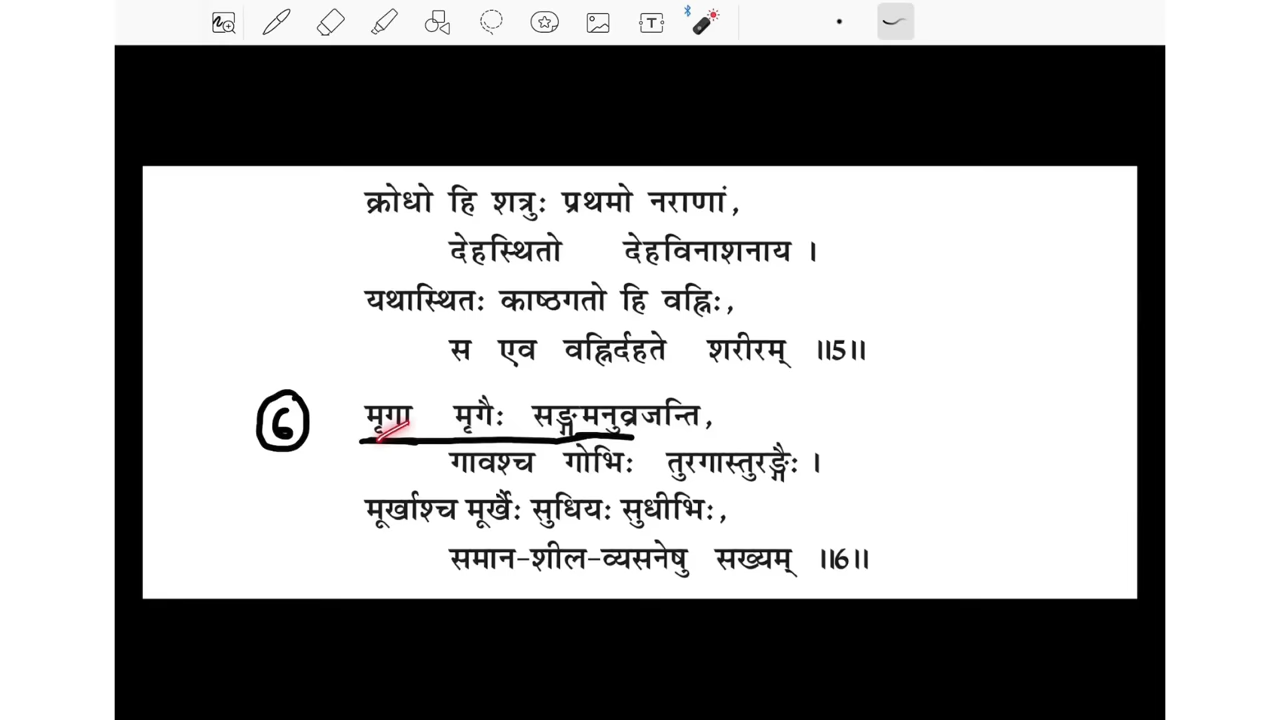 क्रोधो हि शत्रुः प्रथमो नराणां,
देहस्थितो देहविनाशनाय ।
यथास्थितः काष्ठगतो हि वह्निः,
स एव वह्निर्दहते शरीरम् ॥5॥
6
मृगा मृगैः सङ्गमनुव्रजन्ति,
गावश्च गोभिः तुरगास्तुरङ्गैः ।
मूर्खाश्च मूर्खैः सुधियः सुधीभिः,
समान-शील-व्यसनेषु सख्यम् ॥6॥